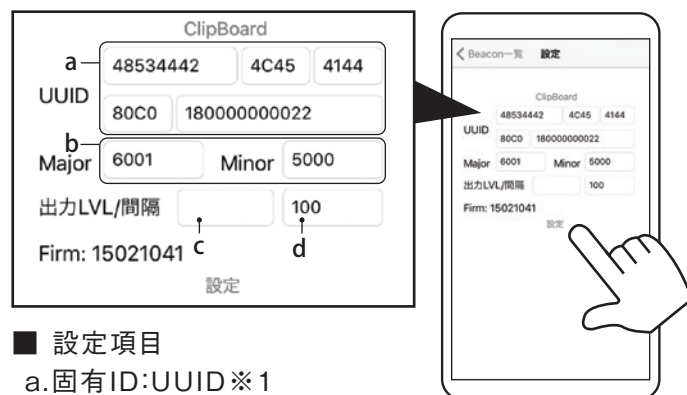 ClipBoard
a
48534442 4C45 4144
UUID
80C0 180000000022
b
Major 6001 Minor 5000
出力LVL/間隔 100
c d
Firm: 15021041
設定
Beacon一覧 設定
ClipBoard
48534442 4C45 4144
UUID
80C0 180000000022
Major 6001 Minor 5000
出力LVL/間隔 100
Firm: 15021041
設定
■ 設定項目
a.固有ID:UUID※1